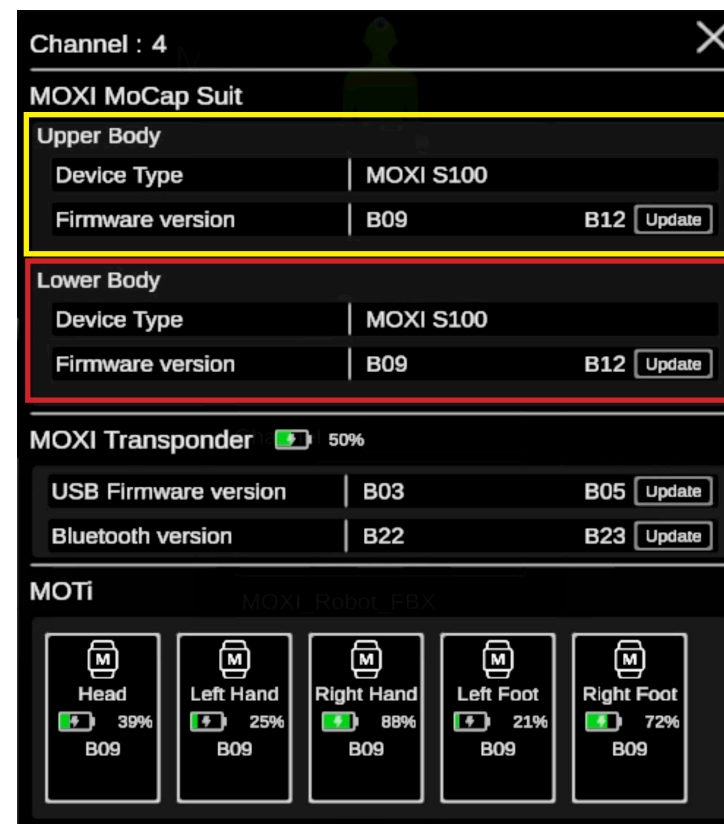 Channel : 4
MOXI MoCap Suit
Upper Body
Device Type MOXI S100
Firmware version B09 B12 Update
Lower Body
Device Type MOXI S100
Firmware version B09 B12 Update
MOXI Transponder 50%
USB Firmware version B03 B05 Update
Bluetooth version B22 B23 Update
MOTi
MOXI_Robot_FBX
M M M M M
Head Left Hand Right Hand Left Foot Right Foot
39% 25% 88% 21% 72%
B09 B09 B09 B09 B09